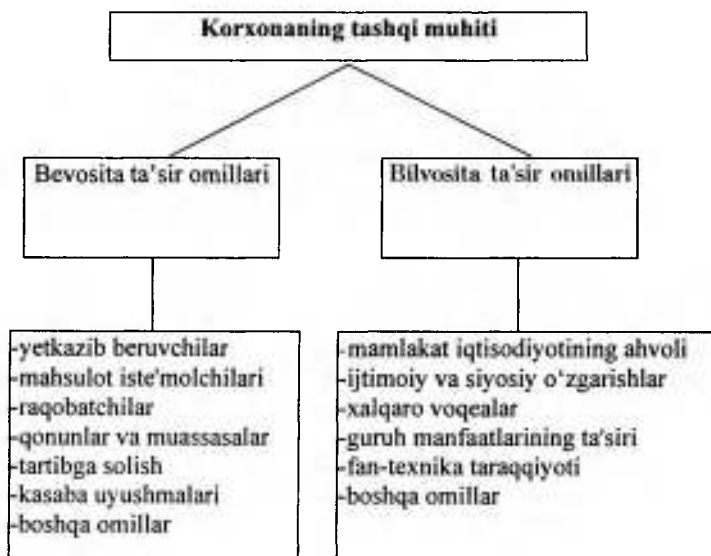 Korxonaning tashqi muhiti
Bevosita ta'sir omillari
Bilvosita ta'sir omillari
-yetkazib beruvchilar
-mahsulot iste'molchilari
-raqobatchilar
-qonunlar va muassasalar
-tartibga solish
-kasaba uyushmalari
-boshqa omillar
-mamlakat iqtisodiyotining ahvoli
-ijtimoiy va siyosiy o‘zgarishlar
-xalqaro voqealar
-guruh manfaatlarining ta'siri
-fan-texnika taraqqiyoti
-boshqa omillar